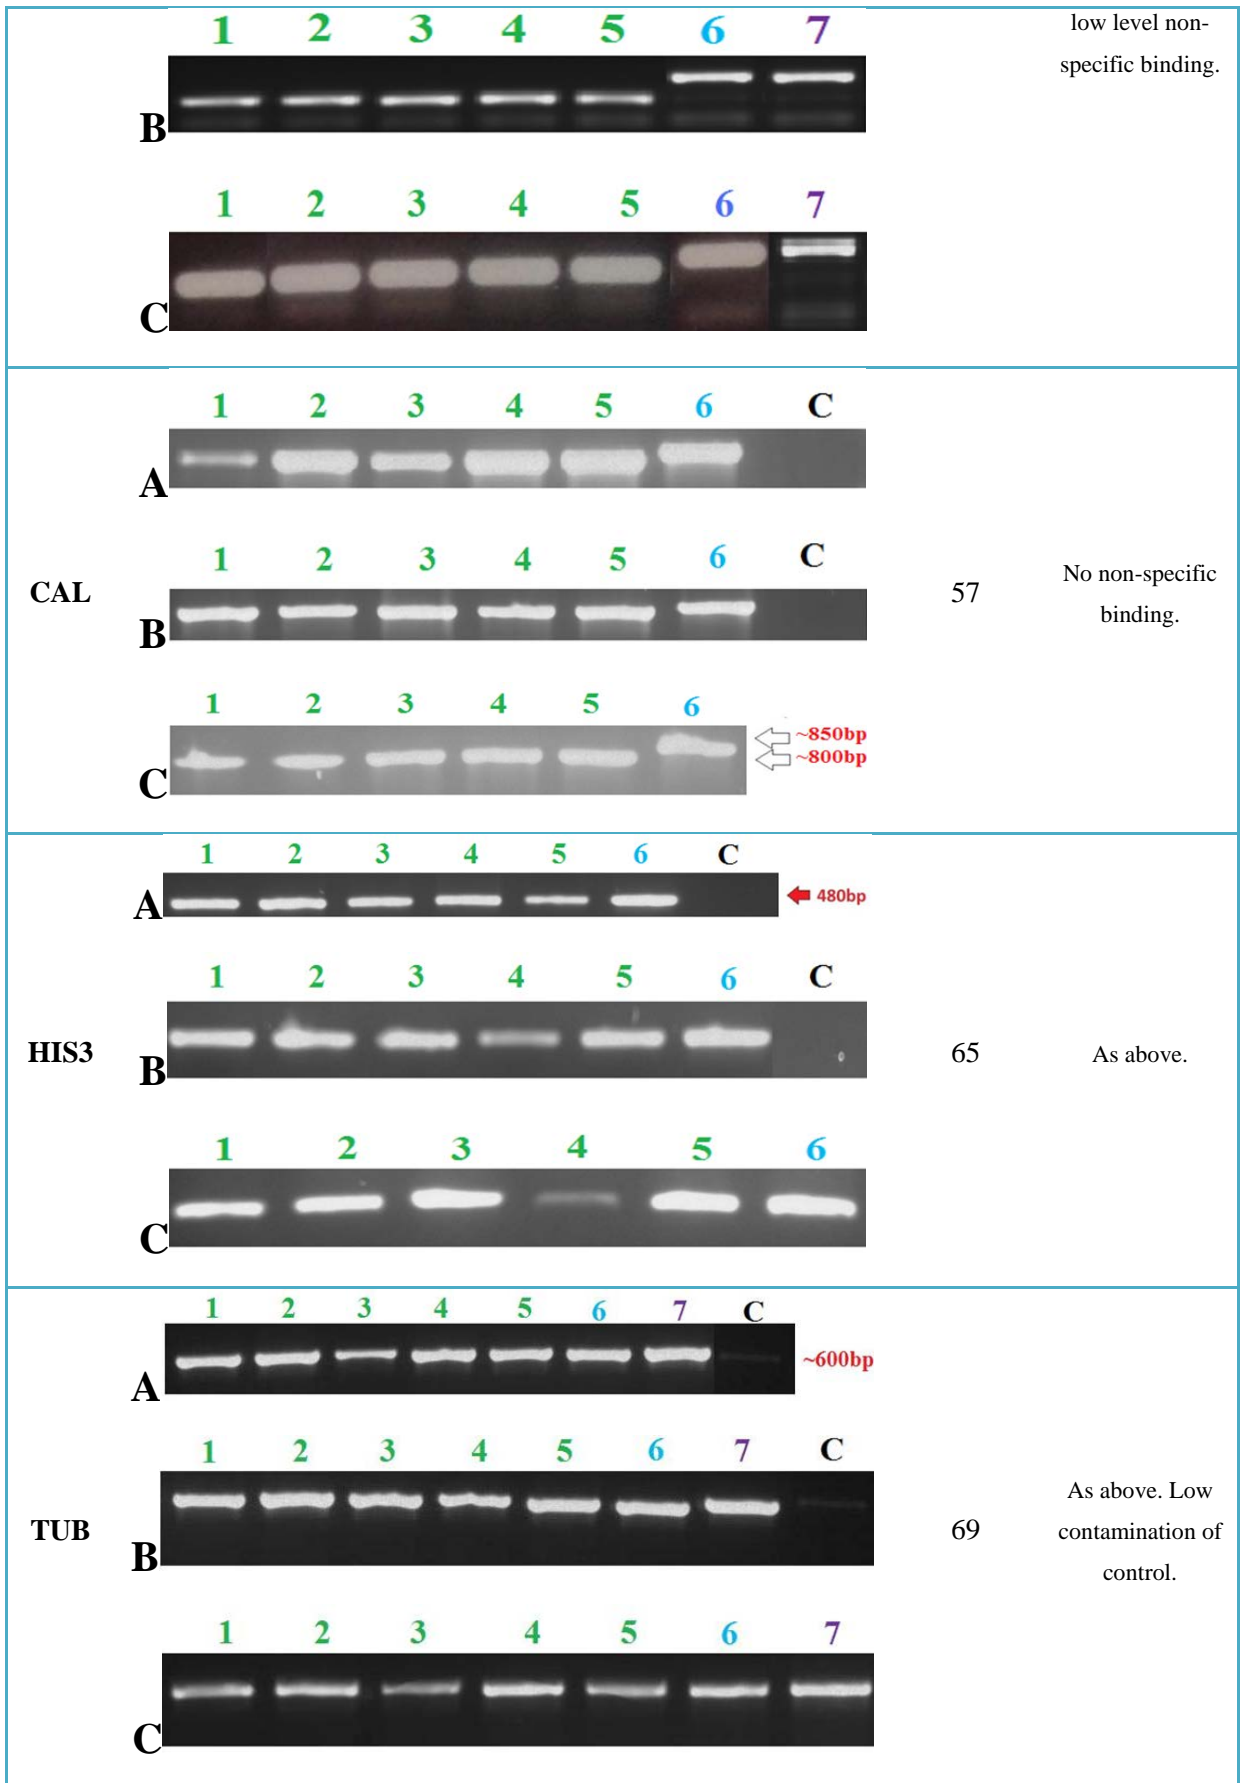 1 2 3 4 5 6 7
B
low level non-
specific binding.
1 2 3 4 5 6 7
C
1 2 3 4 5 6 C
A
CAL
1 2 3 4 5 6 C
B
57
No non-specific
binding.
1 2 3 4 5 6
~850bp
~800bp
C
1 2 3 4 5 6 C
A
480bp
HIS3
1 2 3 4 5 6 C
B
65
As above.
1 2 3 4 5 6
C
1 2 3 4 5 6 7 C
A
~600bp
TUB
1 2 3 4 5 6 7 C
B
69
As above. Low
contamination of
control.
1 2 3 4 5 6 7
C